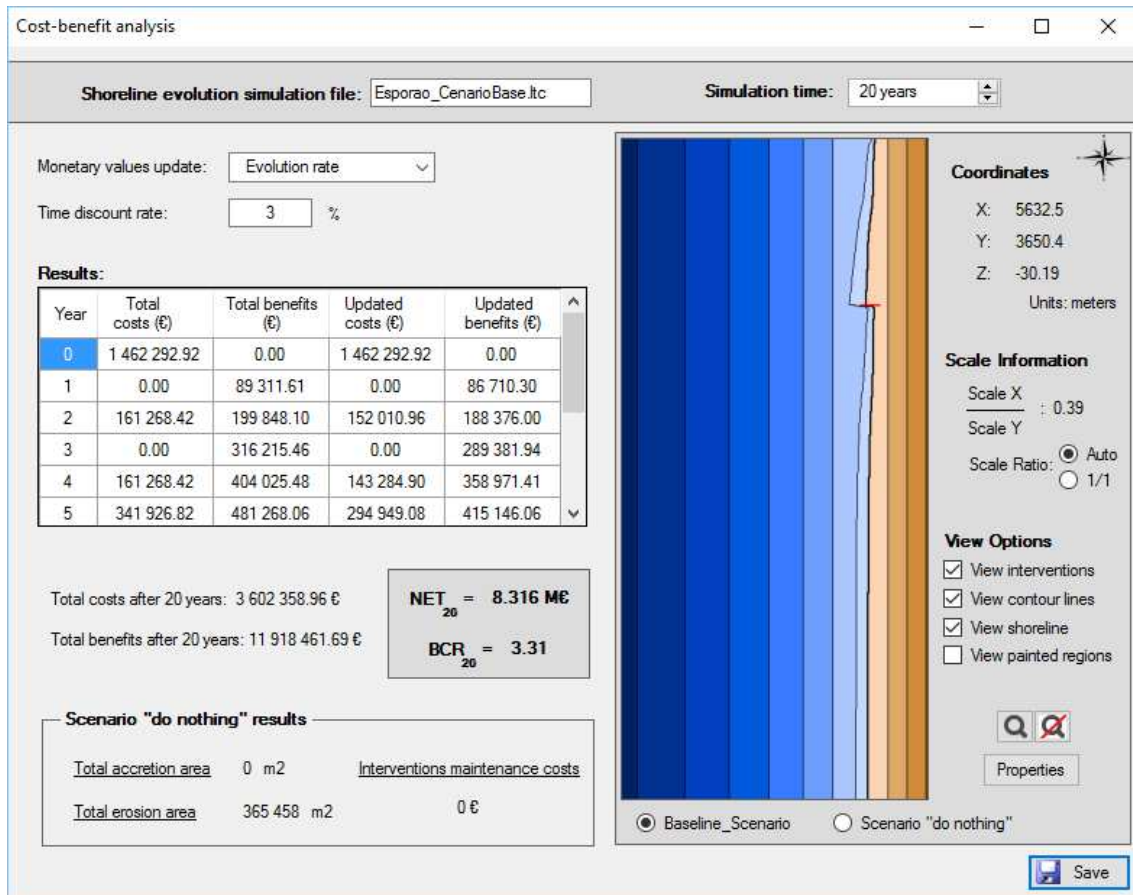 Cost-benefit analysis
Shoreline evolution simulation file: Esporao_CenarioBase.ltc
Simulation time: 20 years
Monetary values update: Evolution rate
Time discount rate: 3 %
Results:
Year Total costs (€) Total benefits (€) Updated costs (€) Updated benefits (€)
0 1 462 292.92 0.00 1 462 292.92 0.00
1 0.00 89 311.61 0.00 86 710.30
2 161 268.42 199 848.10 152 010.96 188 376.00
3 0.00 316 215.46 0.00 289 381.94
4 161 268.42 404 025.48 143 284.90 358 971.41
5 341 926.82 481 268.06 294 949.08 415 146.06
Total costs after 20 years: 3 602 358.96 €
Total benefits after 20 years: 11 918 461.69 €
NET 20 = 8.316 M€
BCR 20 = 3.31
Scenario "do nothing" results
Total accretion area 0 m2
Interventions maintenance costs
Total erosion area 365 458 m2
0 €
Coordinates
X: 5632.5
Y: 3650.4
Z: -30.19
Units: meters
Scale Information
Scale X
Scale Y
: 0.39
Scale Ratio: Auto
1/1
View Options
View interventions
View contour lines
View shoreline
View painted regions
Properties
Baseline_Scenario
Scenario "do nothing"
Save